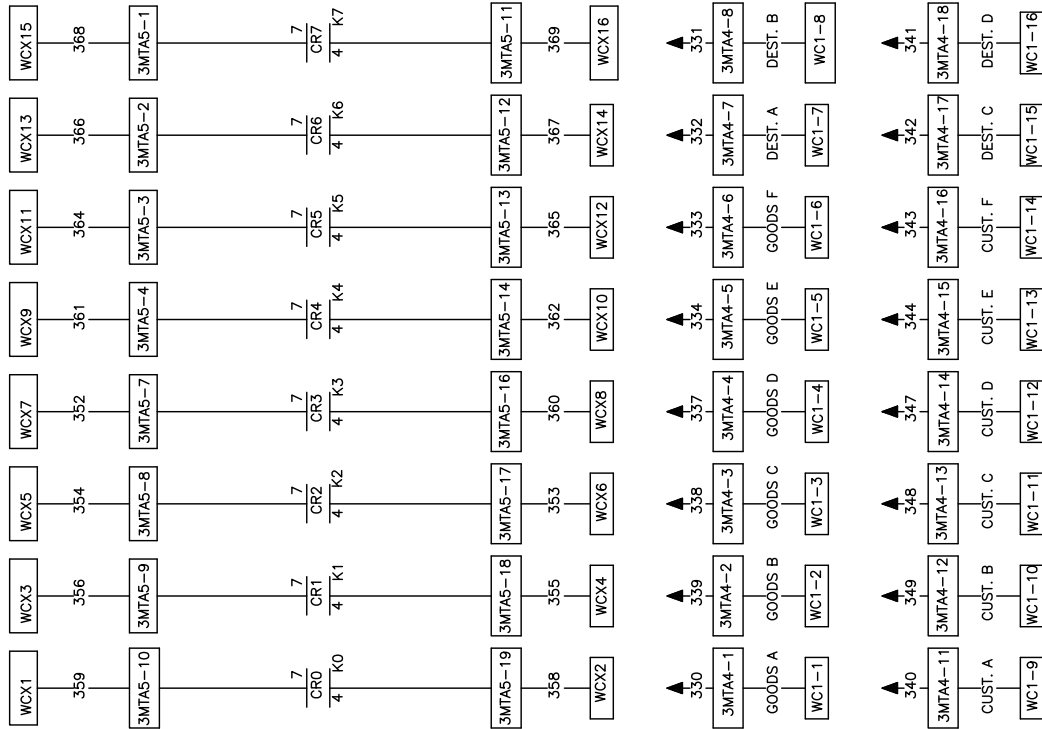 WCX1 WCX3 WCX5 WCX7 WCX9 WCX11 WCX13 WCX15
359 356 354 352 361 364 366 368
3MTA5-10 3MTA5-9 3MTA5-8 3MTA5-7 3MTA5-4 3MTA5-3 3MTA5-2 3MTA5-1
7 7 7 7 7 7 7 7
CR0 CR1 CR2 CR3 CR4 CR5 CR6 CR7
4 K0 4 K1 4 K2 4 K3 4 K4 4 K5 4 K6 4 K7
3MTA5-19 3MTA5-18 3MTA5-17 3MTA5-16 3MTA5-14 3MTA5-13 3MTA5-12 3MTA5-11
358 355 353 360 362 365 367 369
WCX2 WCX4 WCX6 WCX8 WCX10 WCX12 WCX14 WCX16
330 339 338 337 334 333 332 331
3MTA4-1 3MTA4-2 3MTA4-3 3MTA4-4 3MTA4-5 3MTA4-6 3MTA4-7 3MTA4-8
GOODS A GOODS B GOODS C GOODS D GOODS E GOODS F DEST. A DEST. B
WC1-1 WC1-2 WC1-3 WC1-4 WC1-5 WC1-6 WC1-7 WC1-8
340 349 348 347 344 343 342 341
3MTA4-11 3MTA4-12 3MTA4-13 3MTA4-14 3MTA4-15 3MTA4-16 3MTA4-17 3MTA4-18
CUST. A CUST. B CUST. C CUST. D CUST. E CUST. F DEST. C DEST. D
WC1-9 WC1-10 WC1-11 WC1-12 WC1-13 WC1-14 WC1-15 WC1-16